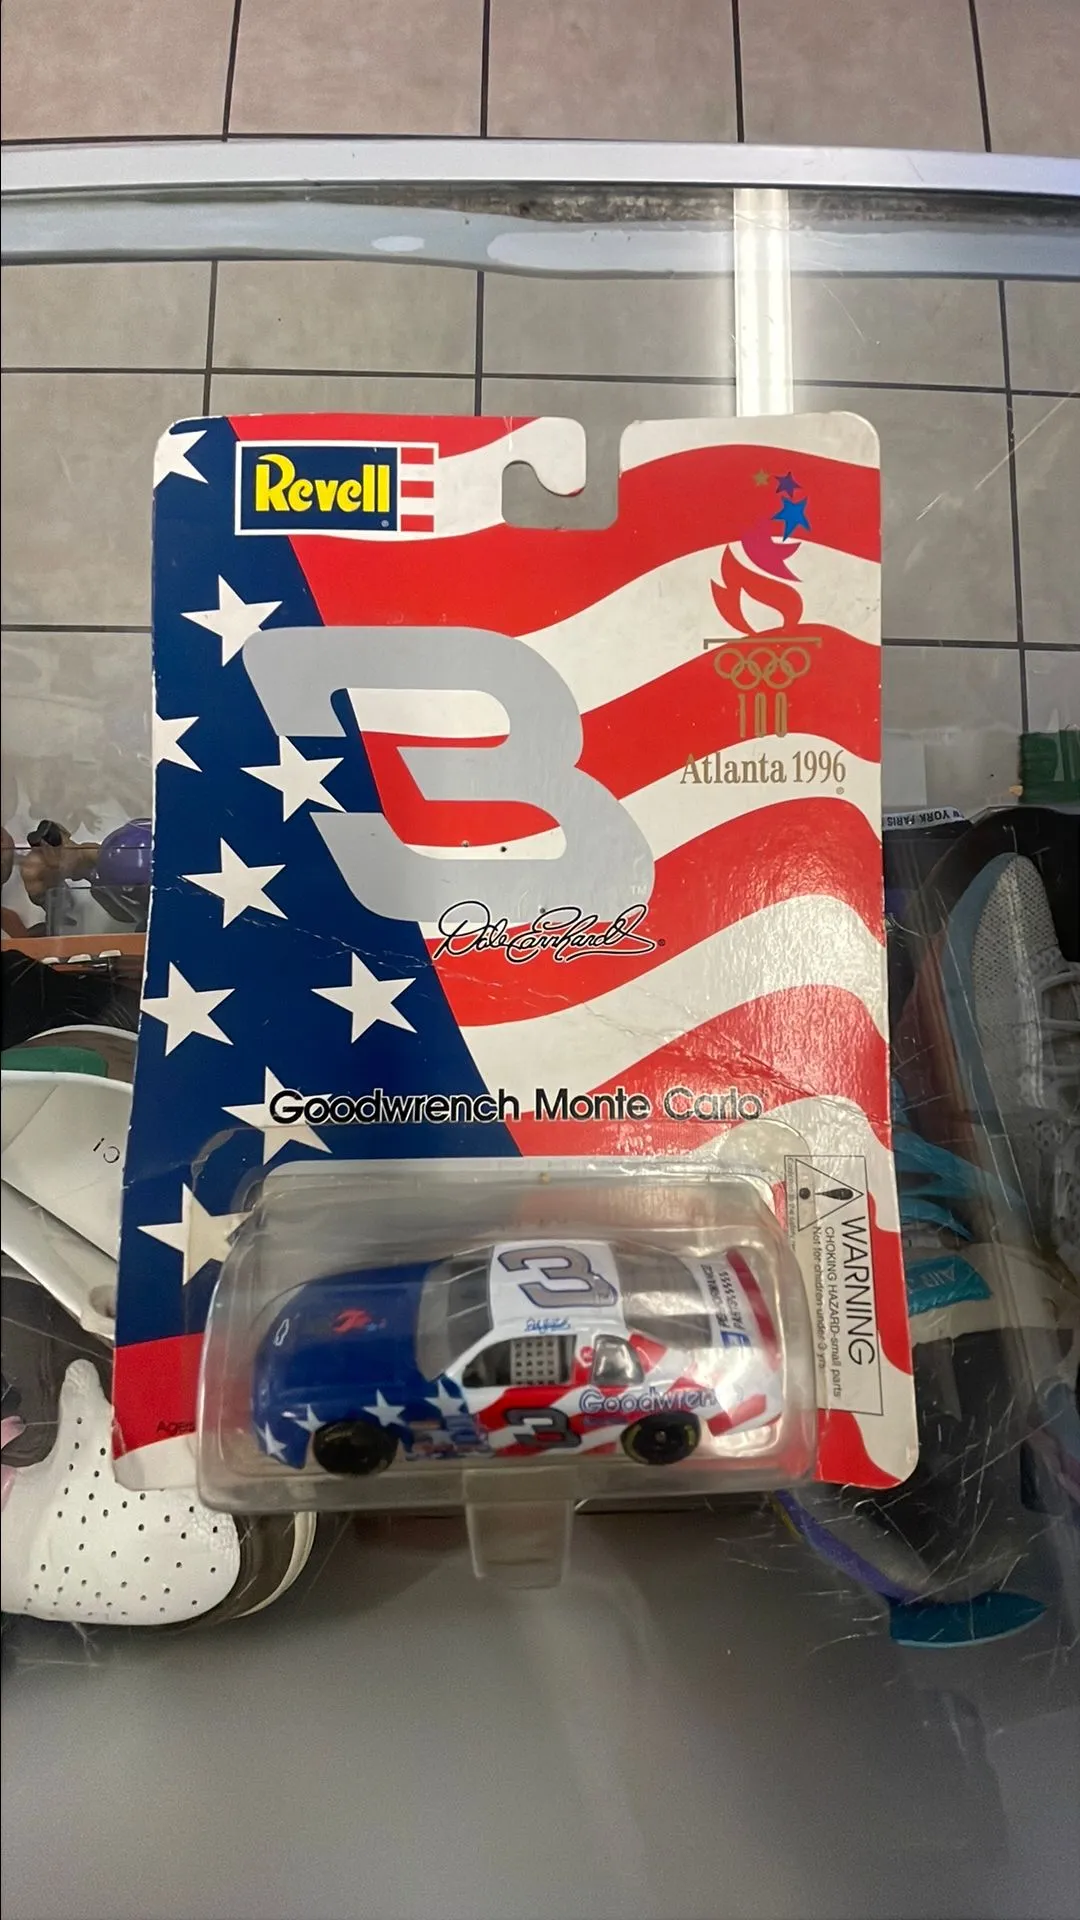 Revell
100
Atlanta 1996
3
Dale Earnhardt
Goodwrench Monte Carlo
WARNING
CHOKING HAZARD-small parts
Not for children under 3 yrs.
3
3
AGES